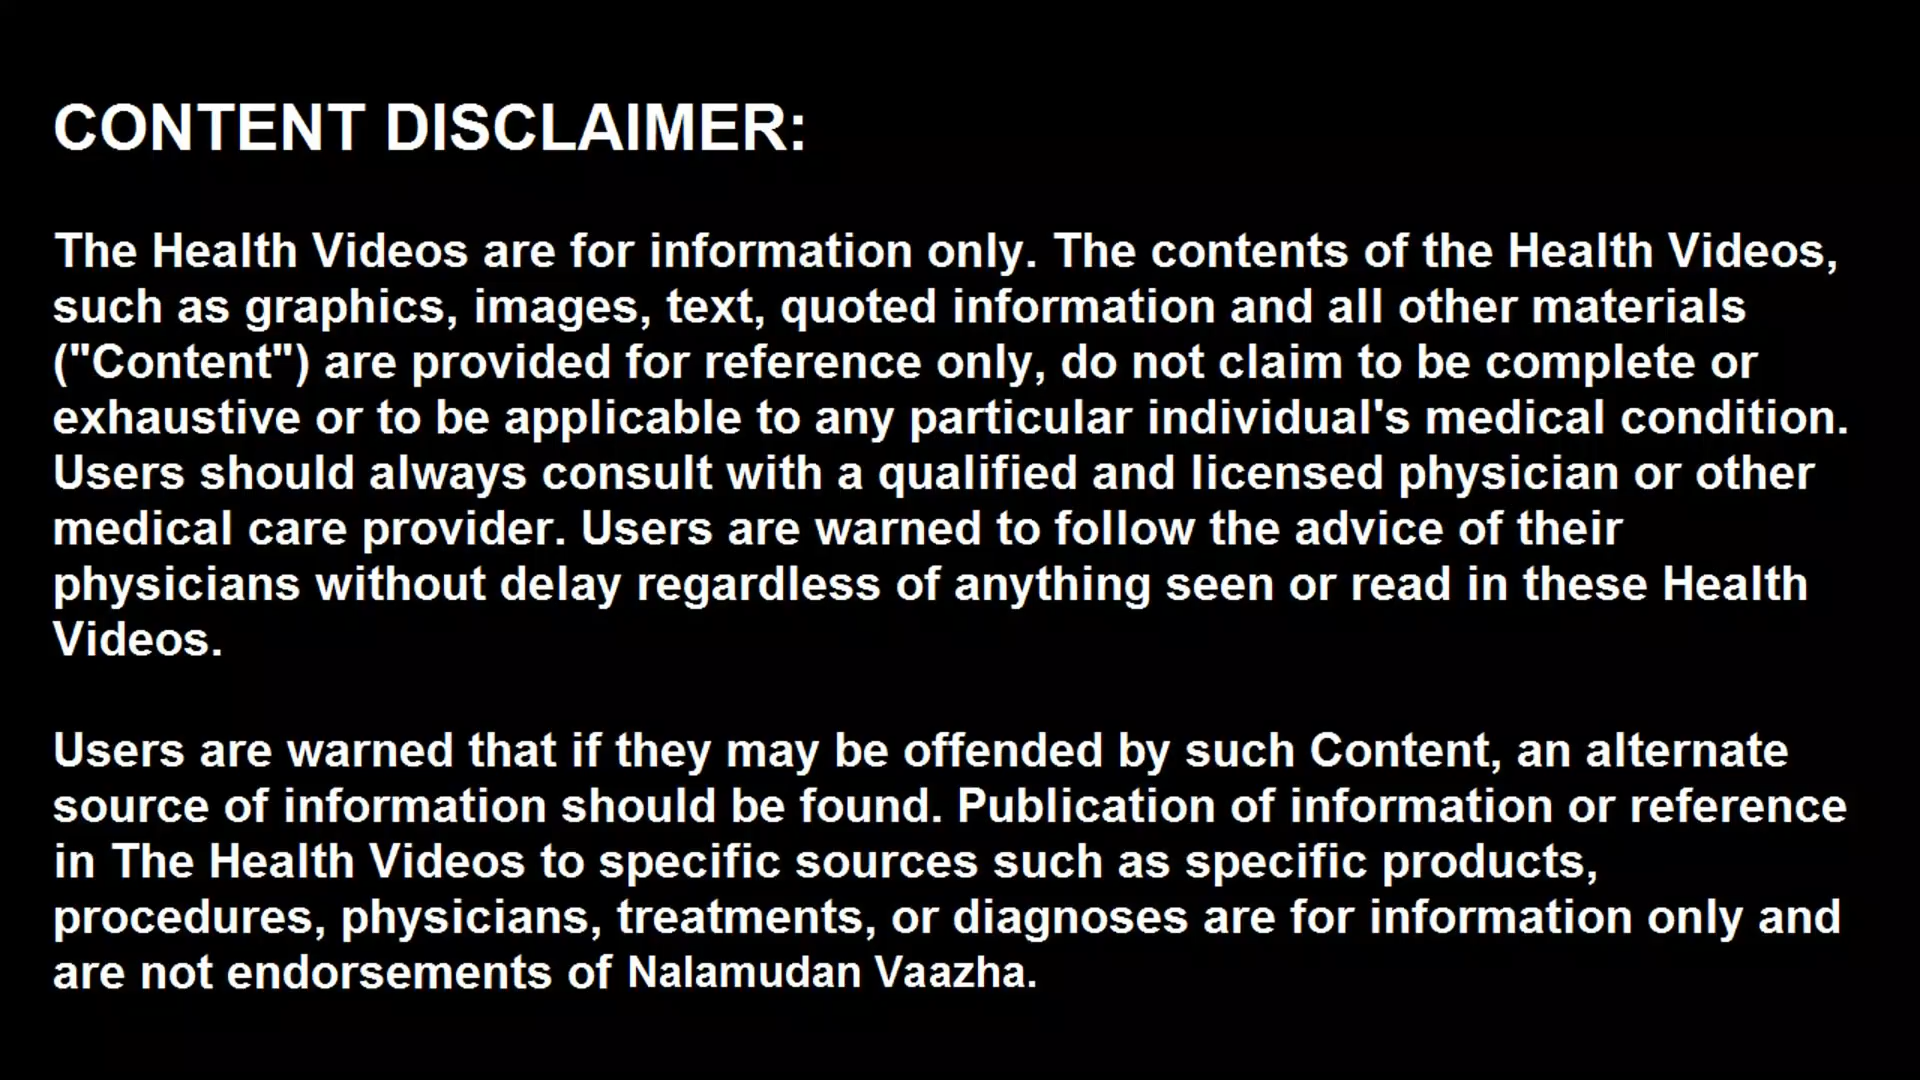 CONTENT DISCLAIMER:
The Health Videos are for information only. The contents of the Health Videos,
such as graphics, images, text, quoted information and all other materials
("Content") are provided for reference only, do not claim to be complete or
exhaustive or to be applicable to any particular individual's medical condition.
Users should always consult with a qualified and licensed physician or other
medical care provider. Users are warned to follow the advice of their
physicians without delay regardless of anything seen or read in these Health
Videos.
Users are warned that if they may be offended by such Content, an alternate
source of information should be found. Publication of information or reference
in The Health Videos to specific sources such as specific products,
procedures, physicians, treatments, or diagnoses are for information only and
are not endorsements of Nalamudan Vaazha.